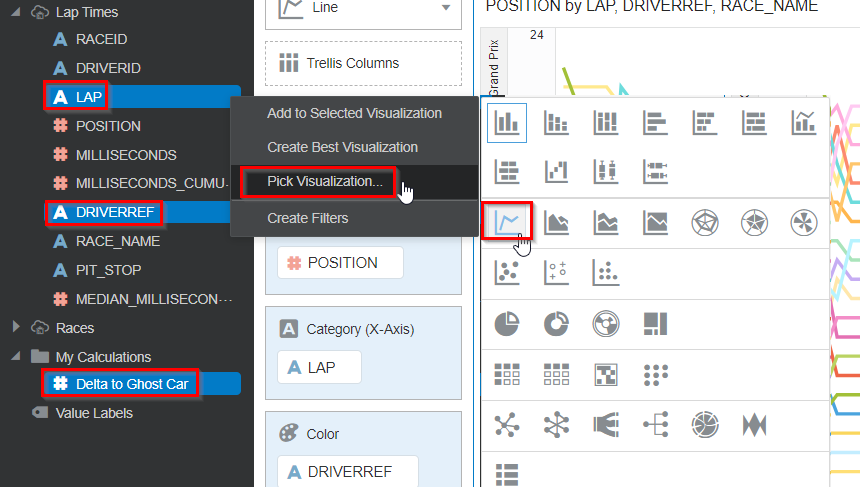 Lap Times
RACEID
DRIVERID
LAP
POSITION
MILLISECONDS
MILLISECONDS_CUMU..
DRIVERREF
RACE_NAME
PIT_STOP
MEDIAN_MILLISECON···
Races
My Calculations
Delta to Ghost Car
Value Labels
Line
Trellis Columns
Add to Selected Visualization
Create Best Visualization
Pick Visualization...
Create Filters
POSITION
Category (X-Axis)
LAP
Color
DRIVERREF
POSITION by LAP, DRIVERREF, RACE_NAME
24
Grand Prix